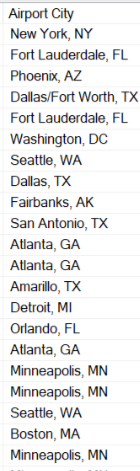 Airport City
New York, NY
Fort Lauderdale, FL
Phoenix, AZ
Dallas/Fort Worth, TX
Fort Lauderdale, FL
Washington, DC
Seattle, WA
Dallas, TX
Fairbanks, AK
San Antonio, TX
Atlanta, GA
Atlanta, GA
Amarillo, TX
Detroit, MI
Orlando, FL
Atlanta, GA
Minneapolis, MN
Minneapolis, MN
Seattle, WA
Boston, MA
Minneapolis, MN